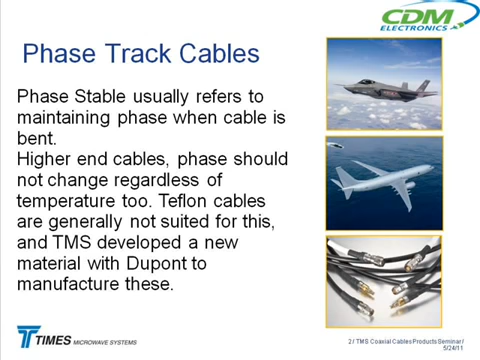 CDM
ELECTRONICS
Phase Track Cables
Phase Stable usually refers to
maintaining phase when cable is
bent.
Higher end cables, phase should
not change regardless of
temperature too. Teflon cables
are generally not suited for this,
and TMS developed a new
material with Dupont to
manufacture these.
TIMES MICROWAVE SYSTEMS
2 / TMS Coaxial Cables Products Seminar /
5/24/11